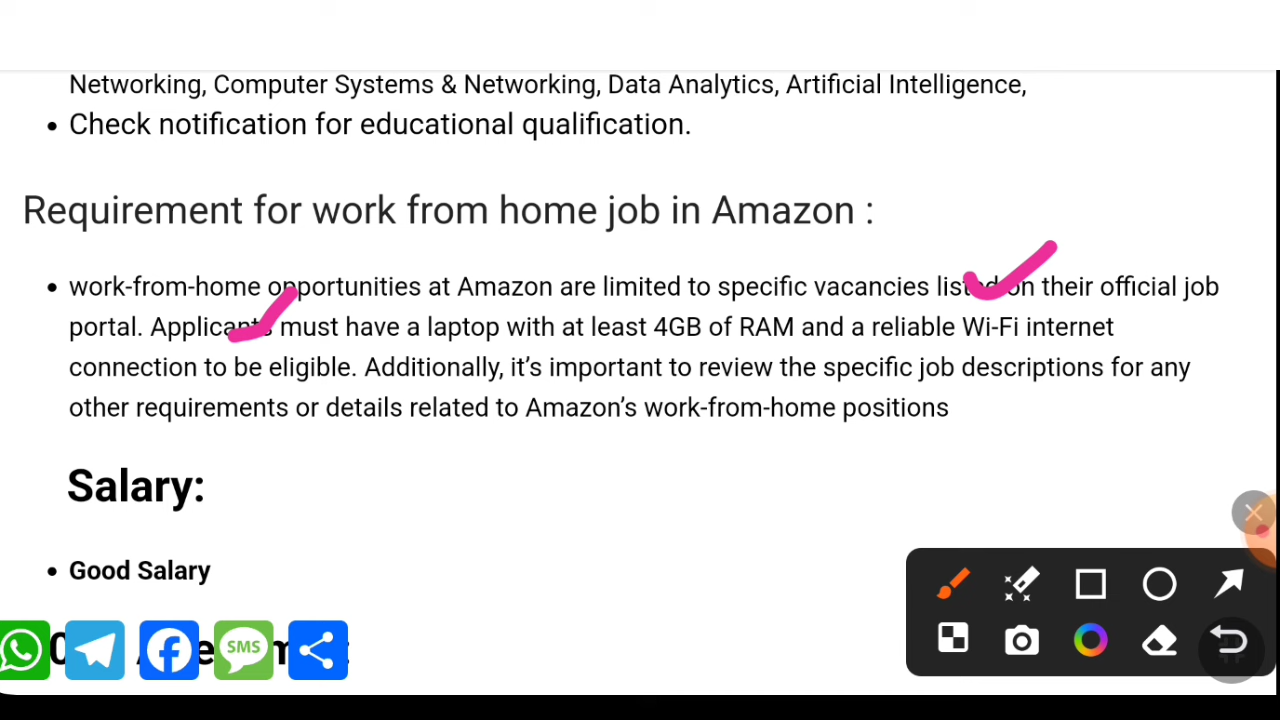 Networking, Computer Systems & Networking, Data Analytics, Artificial Intelligence,
• Check notification for educational qualification.
Requirement for work from home job in Amazon :
• work-from-home opportunities at Amazon are limited to specific vacancies listed on their official job
portal. Applicants must have a laptop with at least 4GB of RAM and a reliable Wi-Fi internet
connection to be eligible. Additionally, it’s important to review the specific job descriptions for any
other requirements or details related to Amazon’s work-from-home positions
Salary:
• Good Salary
SMS